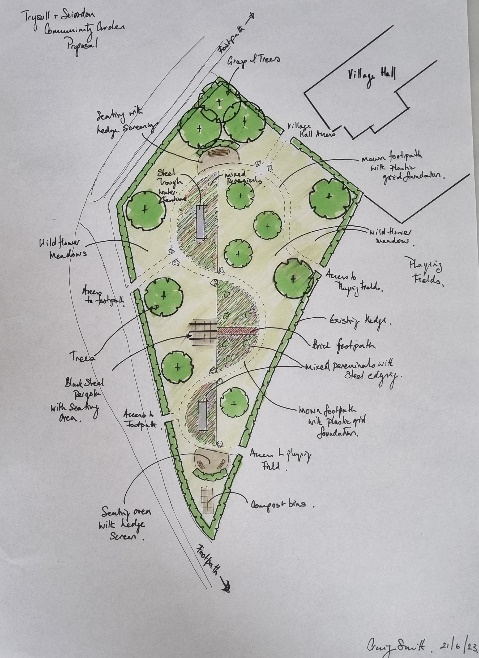 Trysull + Seisdon
Community Garden
Proposal
Footpath
Group of Trees
Village Hall
Seating with
hedge Screening
Village
Hall Access
Steel
Trough
Water
mixed
Perennials
mown footpath
with plastic
grid foundation.
Wild flower
meadows
Wild flower
meadow.
Playing
Fields.
Access
to footpath
Access to
Playing Fields.
Existing Hedge.
Trees
Brick footpath
Black Steel
Pergola
with Seating
Area.
mixed perennials with
Steel edging
Access to
Footpath
Mown footpath
with plastic grid
foundation.
Access to playing
Field.
Seating area
with hedge
Screen.
Compost bins.
Footpath
Craig Smith. 21/6/23